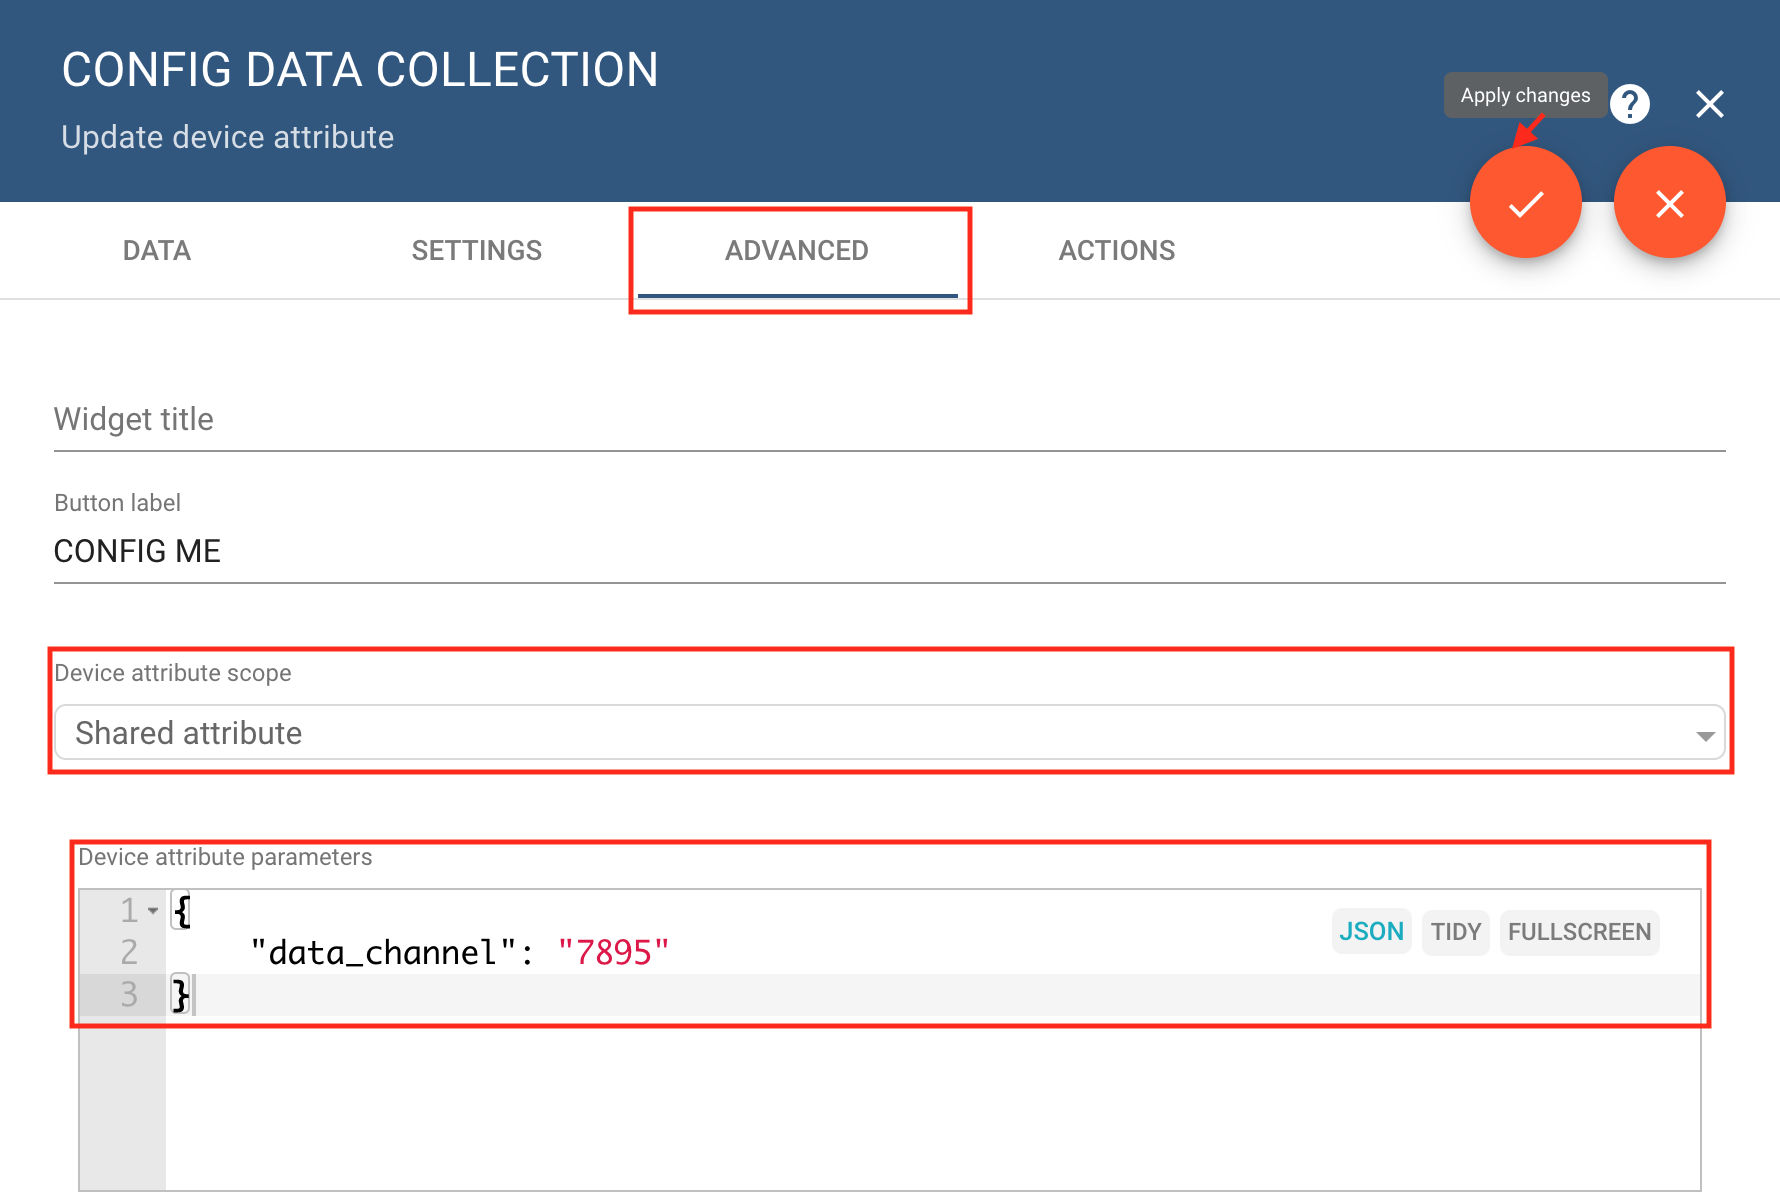 CONFIG DATA COLLECTION
Update device attribute
Apply changes
?
DATA SETTINGS ADVANCED ACTIONS
Widget title
Button label
CONFIG ME
Device attribute scope
Shared attribute
Device attribute parameters
JSON TIDY FULLSCREEN
1 {
2 "data_channel": "7895"
3 }